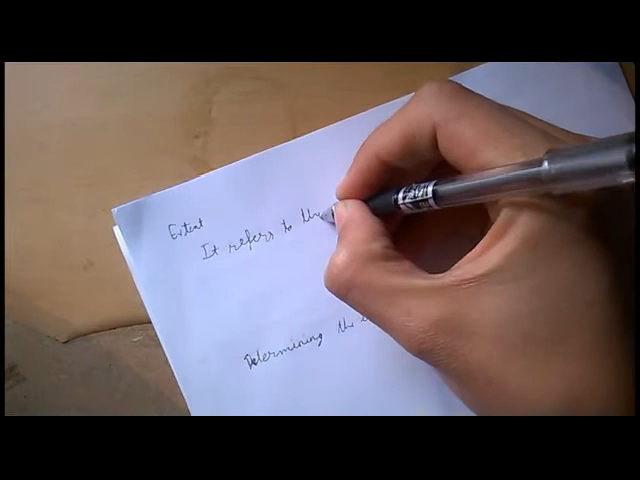 Extent
It refers to the
Determining the